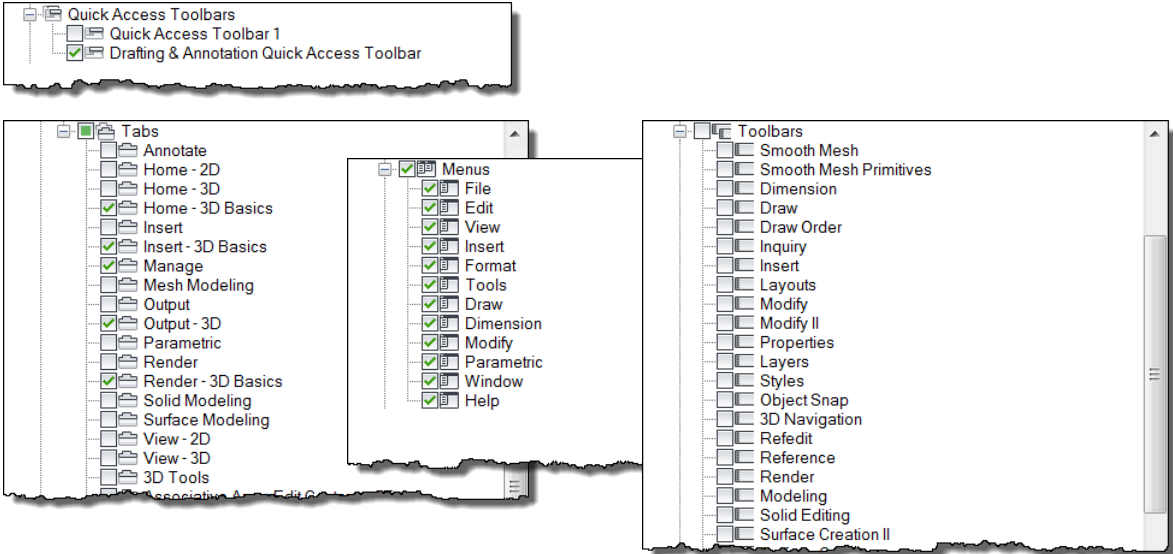 Quick Access Toolbars
Quick Access Toolbar 1
Drafting & Annotation Quick Access Toolbar
Tabs
Annotate
Home - 2D
Home - 3D
Home - 3D Basics
Insert
Insert - 3D Basics
Manage
Mesh Modeling
Output
Output - 3D
Parametric
Render
Render - 3D Basics
Solid Modeling
Surface Modeling
View - 2D
View - 3D
3D Tools
Menus
File
Edit
View
Insert
Format
Tools
Draw
Dimension
Modify
Parametric
Window
Help
Toolbars
Smooth Mesh
Smooth Mesh Primitives
Dimension
Draw
Draw Order
Inquiry
Insert
Layouts
Modify
Modify II
Properties
Layers
Styles
Object Snap
3D Navigation
Refedit
Reference
Render
Modeling
Solid Editing
Surface Creation II